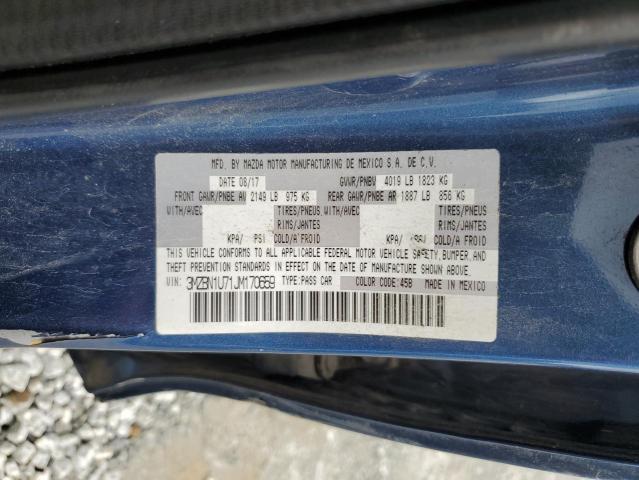 MFD. BY MAZDA MOTOR MANUFACTURING DE MEXICO S.A. DE C.V.
DATE 08/17 GVWR/PNBV 4019 LB 1823 KG
FRONT GAWR/PNBE AV 2149 LB 975 KG REAR GAWR/PNBE AR 1887 LB 856 KG
WITH/AVEC TIRES/PNEUS WITH/AVEC TIRES/PNEUS
RIMS/JANTES RIMS/JANTES
KPA/ PSI COLD/A FROID KPA/ PSI COLD/A FROID
THIS VEHICLE CONFORMS TO ALL APPLICABLE FEDERAL MOTOR VEHICLE SAFETY, BUMPER, AND
THEFT PREVENTION STANDARDS IN EFFECT ON THE DATE OF MANUFACTURE SHOWN ABOVE.
VIN: 3MZBN1U71JM170659 TYPE:PASS CAR COLOR CODE:45B MADE IN MEXICO